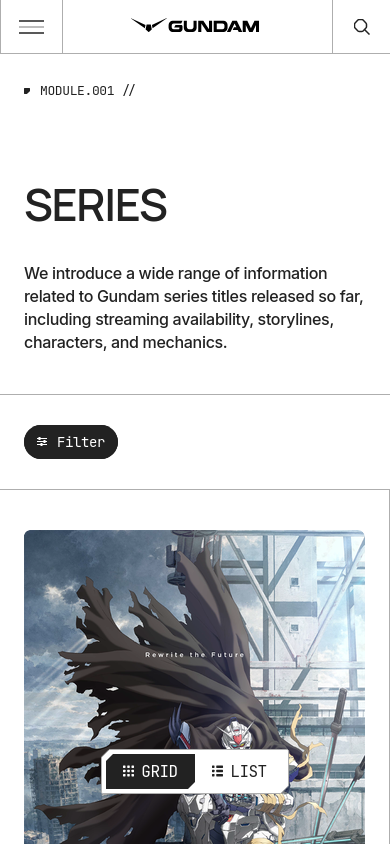 GUNDAM
MODULE.001 //
SERIES
We introduce a wide range of information
related to Gundam series titles released so far,
including streaming availability, storylines,
characters, and mechanics.
Filter
Rewrite the Future
GRID
LIST